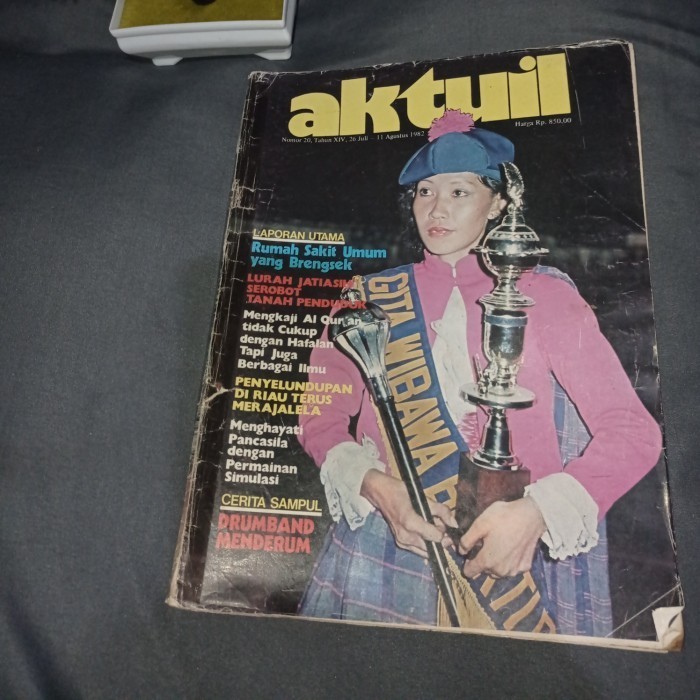 aktuil
Nomor 20, Tahun XIV, 26 Juli - 11 Agustus 1982
Harga Rp. 850,00
LAPORAN UTAMA
Rumah Sakit Umum
yang Brengsek
LURAH JATIASIH
SEROBOT
TANAH PENDUDUK
Mengkaji Al Qur'an
tidak Cukup
dengan Hafalan
Tapi Juga
Berbagai Ilmu
PENYELUNDUPAN
DI RIAU TERUS
MERAJALELA
Menghayati
Pancasila
dengan
Permainan
Simulasi
CERITA SAMPUL
DRUMBAND
MENDERUM
GITA WIBAWA